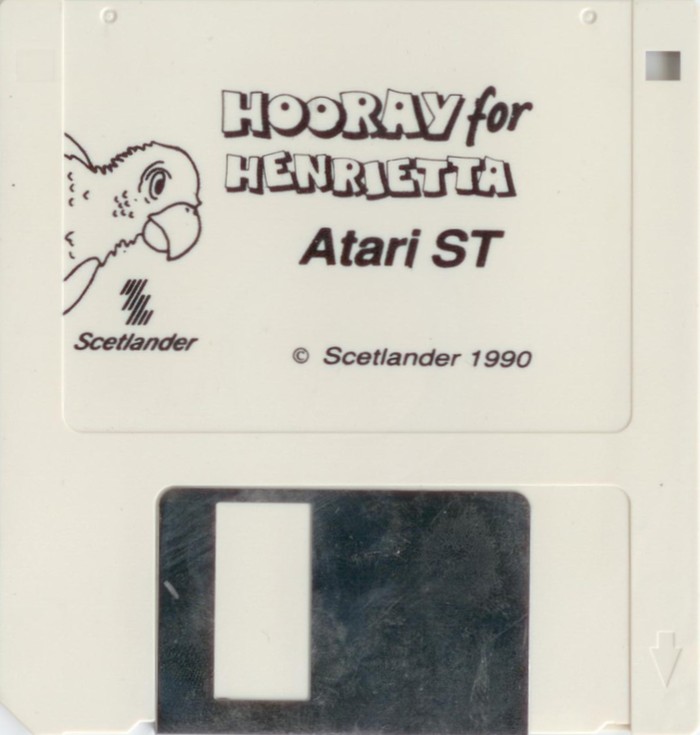 HOORAY for
HENRIETTA
Atari ST
Scetlander
© Scetlander 1990